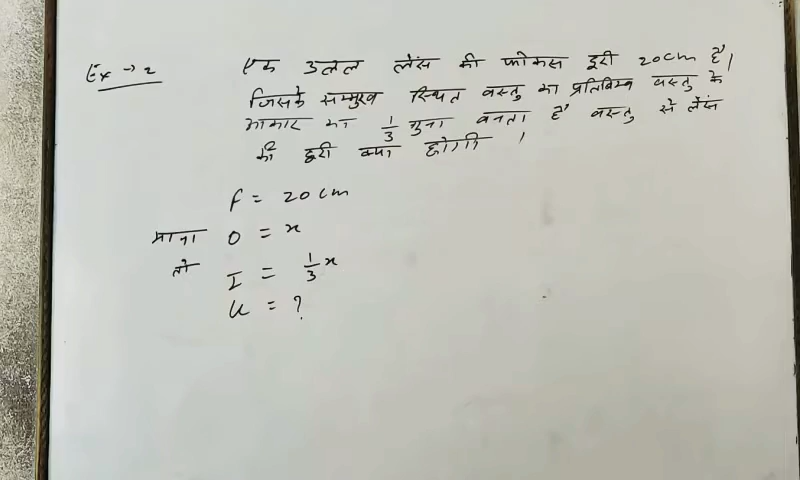 Ex → 2 एक उत्तल लेंस की फोकस दूरी 20cm है।
जिसके सम्मुख स्थित वस्तु का प्रतिबिम्ब वस्तु के
आकार का 1/3 गुना बनता है वस्तु से लेंस
की दूरी क्या होगी ।
F = 20cm
माना O = x
तो I = 1/3 x
u = ?